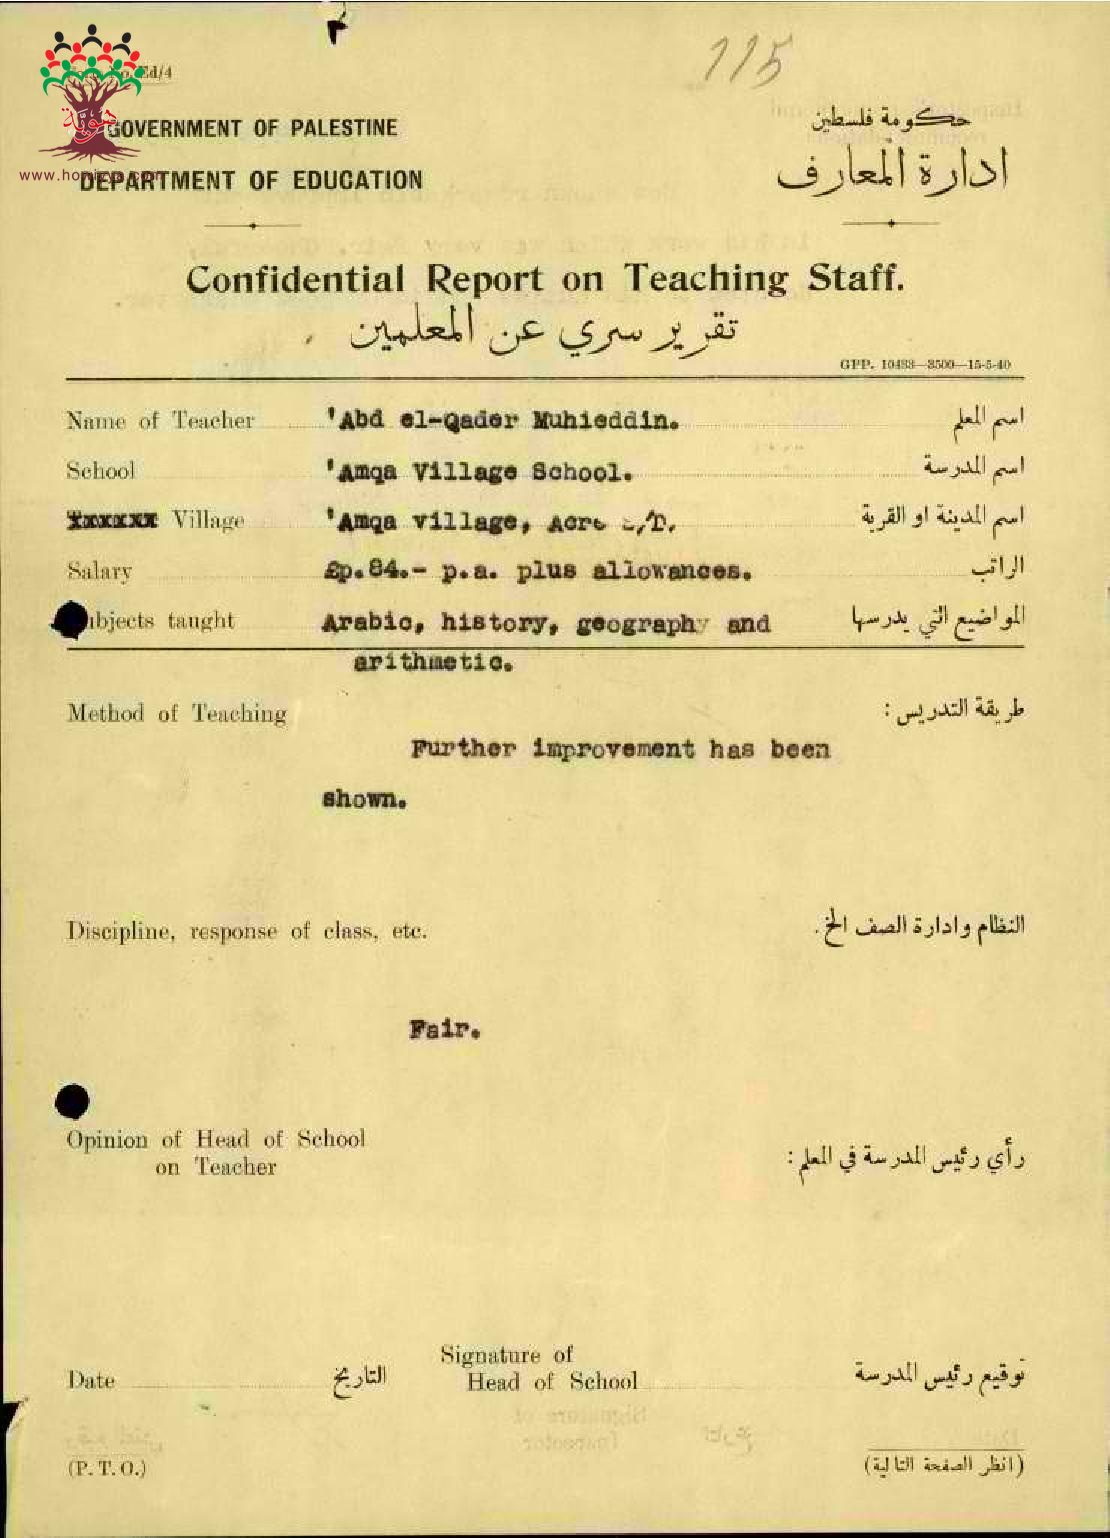 115
Ed/4
هويّة
GOVERNMENT OF PALESTINE
حكومة فلسطين
DEPARTMENT OF EDUCATION
ادارة المعارف
Confidential Report on Teaching Staff.
تقرير سري عن المعلمين
GPP. 10483—3500—15-5-40
Name of Teacher 'Abd el-Qader Muhieddin. اسم المعلم
School 'Amqa Village School. اسم المدرسة
Village 'Amqa village, Acre S/D. اسم المدينة او القرية
Salary £p.84.- p.a. plus allowances. الراتب
Subjects taught Arabic, history, geography and المواضيع التي يدرسها
arithmetic.
Method of Teaching طريقة التدريس :
Further improvement has been
shown.
Discipline, response of class, etc. النظام وادارة الصف الخ .
Fair.
Opinion of Head of School
on Teacher رأي رئيس المدرسة في المعلم :
Signature of
Date التاريخ Head of School توقيع رئيس المدرسة
(P. T. O.) (انظر الصفحة التالية)